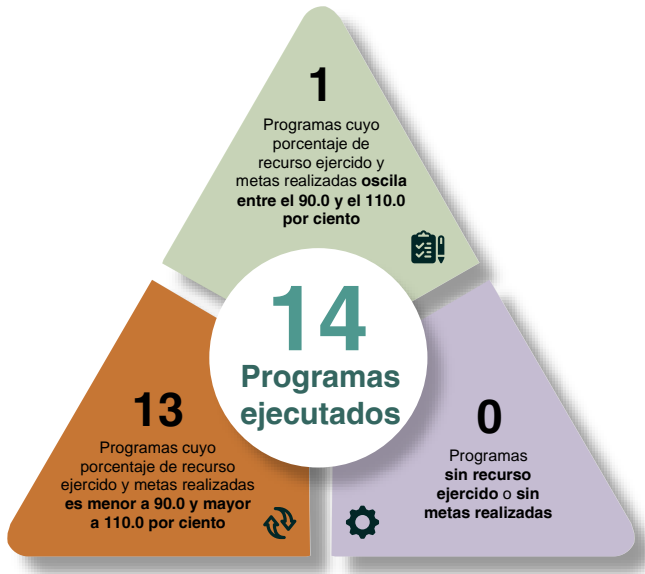 1
Programas cuyo
porcentaje de
recurso ejercido y
metas realizadas oscila
entre el 90.0 y el 110.0
por ciento
14
Programas
ejecutados
13
Programas cuyo
porcentaje de recurso
ejercido y metas realizadas
es menor a 90.0 y mayor
a 110.0 por ciento
0
Programas
sin recurso
ejercido o sin
metas realizadas